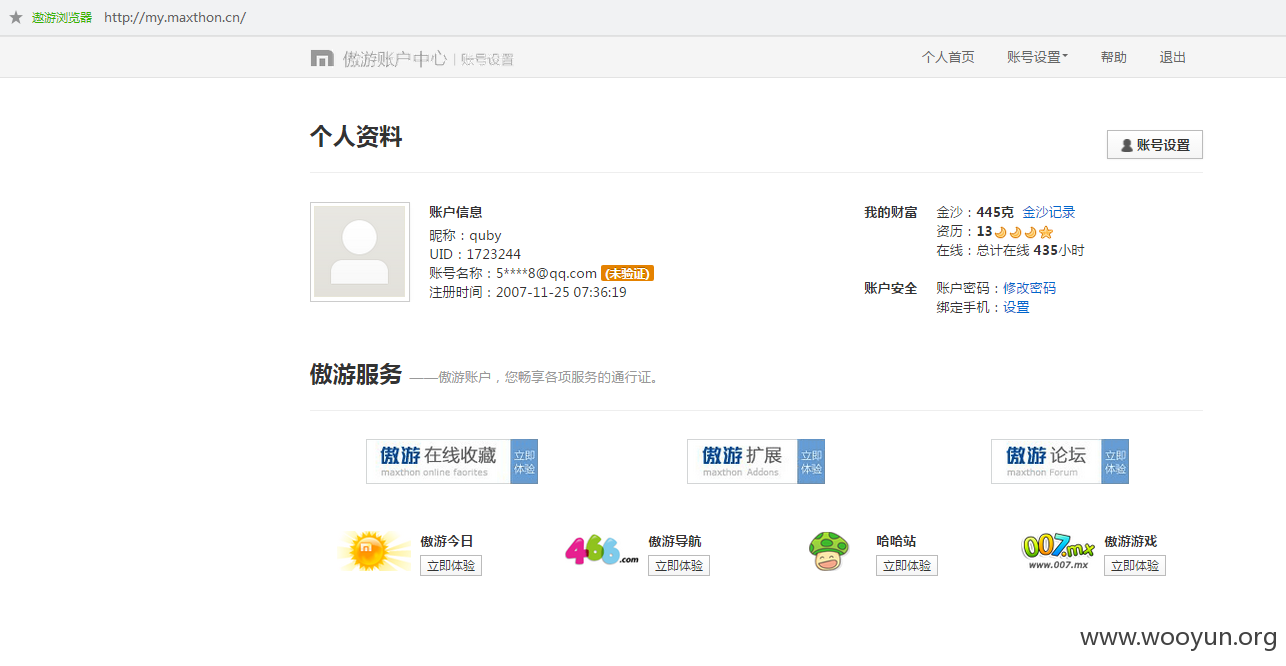 遨游浏览器 http://my.maxthon.cn/
傲游账户中心 | 账号设置 个人首页 账号设置 帮助 退出
个人资料
账号设置
账户信息
昵称：quby
UID：1723244
账号名称：5****8@qq.com (未验证)
注册时间：2007-11-25 07:36:19
我的财富 金沙：445克 金沙记录
资历：13
在线：总计在线 435小时
账户安全 账户密码：修改密码
绑定手机：设置
傲游服务 ——傲游账户，您畅享各项服务的通行证。
傲游 在线收藏
maxthon online faorites
立即
体验
傲游 扩展
maxthon Addons
立即
体验
傲游 论坛
maxthon Forum
立即
体验
傲游今日
立即体验
466.com
傲游导航
立即体验
哈哈站
立即体验
007.mx
www.007.mx
傲游游戏
立即体验
www.wooyun.org